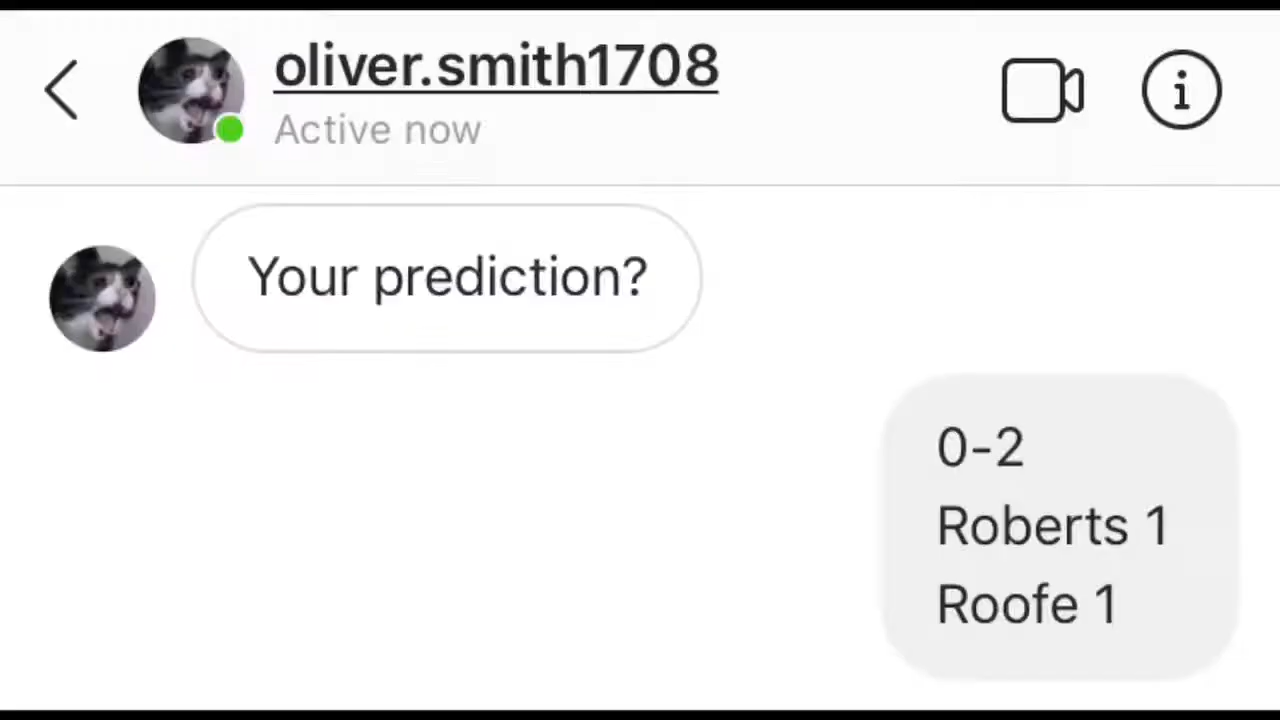 oliver.smith1708
Active now
Your prediction?
0-2
Roberts 1
Roofe 1